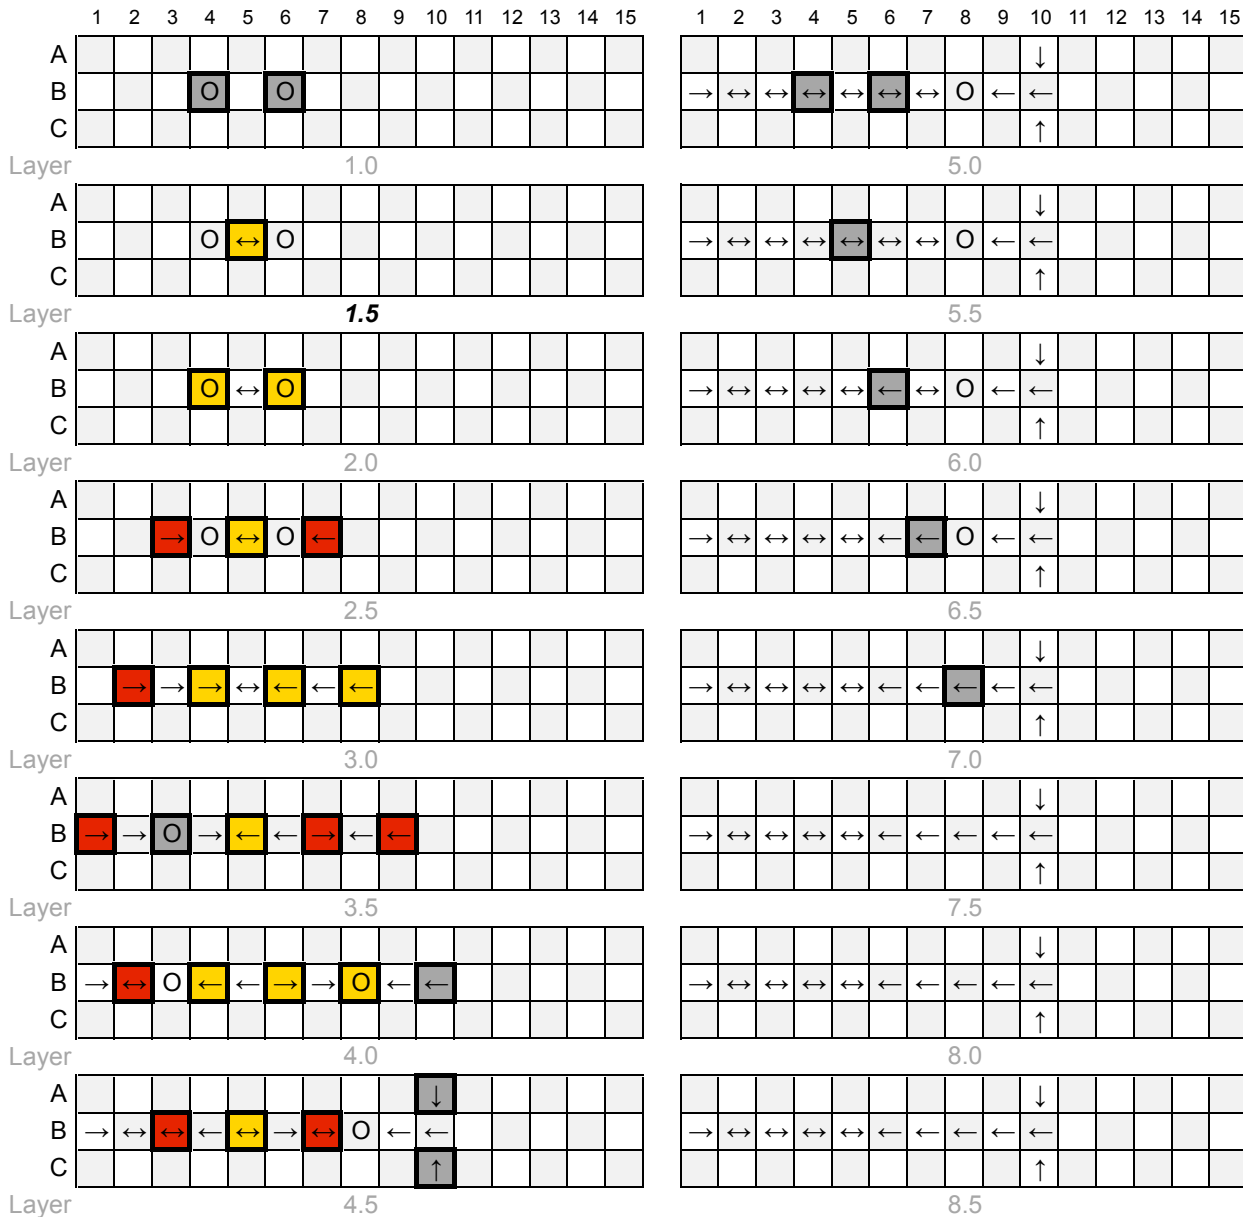 1 2 3 4 5 6 7 8 9 10 11 12 13 14 15
A
B O O
C
Layer 1.0
A
B O ↔ O
C
Layer 1.5
A
B O ↔ O
C
Layer 2.0
A
B → O ↔ O ←
C
Layer 2.5
A
B → → → ↔ ← ← ←
C
Layer 3.0
A
B → → O → ← ← → ← ←
C
Layer 3.5
A
B → ↔ O ← ← → → O ← ←
C
Layer 4.0
A ↓
B → ↔ ↔ ← ↔ → ↔ O ← ←
C ↑
Layer 4.5
1 2 3 4 5 6 7 8 9 10 11 12 13 14 15
↓
→ ↔ ↔ ↔ ↔ ↔ ↔ O ← ←
↑
5.0
↓
→ ↔ ↔ ↔ ↔ ↔ ↔ O ← ←
↑
5.5
↓
→ ↔ ↔ ↔ ↔ ← ↔ O ← ←
↑
6.0
↓
→ ↔ ↔ ↔ ↔ ← ← O ← ←
↑
6.5
↓
→ ↔ ↔ ↔ ↔ ← ← ← ← ←
↑
7.0
↓
→ ↔ ↔ ↔ ↔ ← ← ← ← ←
↑
7.5
↓
→ ↔ ↔ ↔ ↔ ← ← ← ← ←
↑
8.0
↓
→ ↔ ↔ ↔ ↔ ← ← ← ← ←
↑
8.5